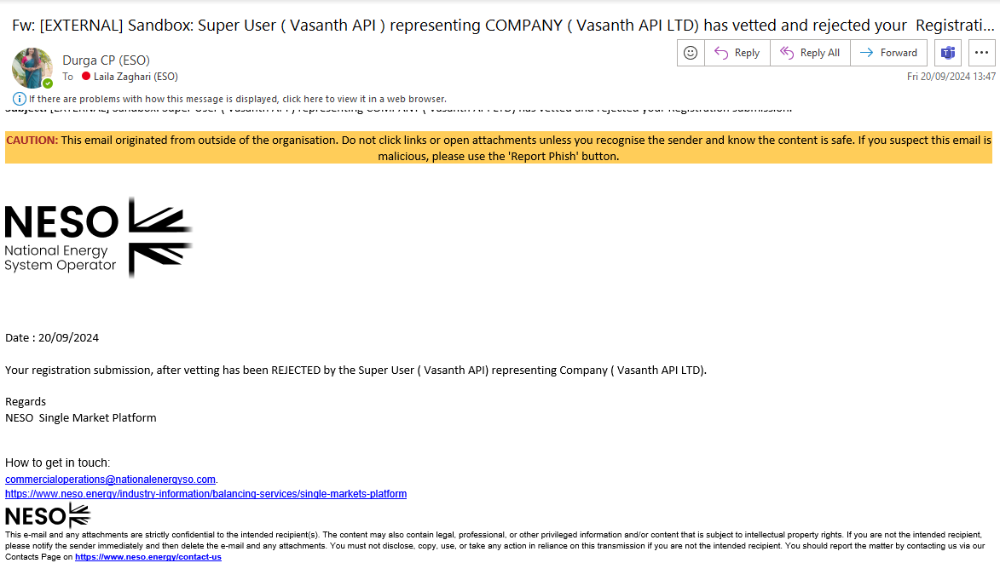 Fw: [EXTERNAL] Sandbox: Super User ( Vasanth API ) representing COMPANY ( Vasanth API LTD) has vetted and rejected your  Registrati...
Durga CP (ESO)
To Laila Zaghari (ESO)
Reply
Reply All
Forward
Fri 20/09/2024 13:47
If there are problems with how this message is displayed, click here to view it in a web browser.
Subject: [EXTERNAL] Sandbox: Super User ( Vasanth API ) representing COMPANY ( Vasanth API LTD) has vetted and rejected your Registration submission.
CAUTION: This email originated from outside of the organisation. Do not click links or open attachments unless you recognise the sender and know the content is safe. If you suspect this email is
malicious, please use the 'Report Phish' button.
NESO
National Energy
System Operator
Date : 20/09/2024
Your registration submission, after vetting has been REJECTED by the Super User ( Vasanth API) representing Company ( Vasanth API LTD).
Regards
NESO  Single Market Platform
How to get in touch:
commercialoperations@nationalenergyso.com.
https://www.neso.energy/industry-information/balancing-services/single-markets-platform
NESO
This e-mail and any attachments are strictly confidential to the intended recipient(s). The content may also contain legal, professional, or other privileged information and/or content that is subject to intellectual property rights. If you are not the intended recipient,
please notify the sender immediately and then delete the e-mail and any attachments. You must not disclose, copy, use, or take any action in reliance on this transmission if you are not the intended recipient. You should report the matter by contacting us via our
Contacts Page on https://www.neso.energy/contact-us